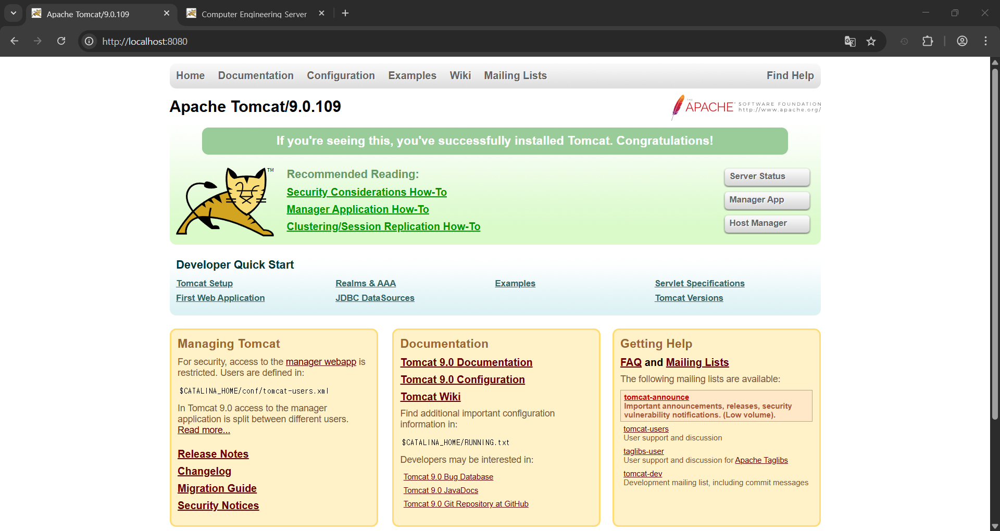 Apache Tomcat/9.0.109
Computer Engineering Server
http://localhost:8080
Home Documentation Configuration Examples Wiki Mailing Lists Find Help
Apache Tomcat/9.0.109
THE APACHE® SOFTWARE FOUNDATION
http://www.apache.org/
If you're seeing this, you've successfully installed Tomcat. Congratulations!
TM
Recommended Reading:
Security Considerations How-To
Manager Application How-To
Clustering/Session Replication How-To
Server Status
Manager App
Host Manager
Developer Quick Start
Tomcat Setup
First Web Application
Realms & AAA
JDBC DataSources
Examples
Servlet Specifications
Tomcat Versions
Managing Tomcat
For security, access to the manager webapp is
restricted. Users are defined in:
$CATALINA_HOME/conf/tomcat-users.xml
In Tomcat 9.0 access to the manager
application is split between different users.
Read more...
Release Notes
Changelog
Migration Guide
Security Notices
Documentation
Tomcat 9.0 Documentation
Tomcat 9.0 Configuration
Tomcat Wiki
Find additional important configuration
information in:
$CATALINA_HOME/RUNNING.txt
Developers may be interested in:
Tomcat 9.0 Bug Database
Tomcat 9.0 JavaDocs
Tomcat 9.0 Git Repository at GitHub
Getting Help
FAQ and Mailing Lists
The following mailing lists are available:
tomcat-announce
Important announcements, releases, security
vulnerability notifications. (Low volume).
tomcat-users
User support and discussion
taglibs-user
User support and discussion for Apache Taglibs
tomcat-dev
Development mailing list, including commit messages